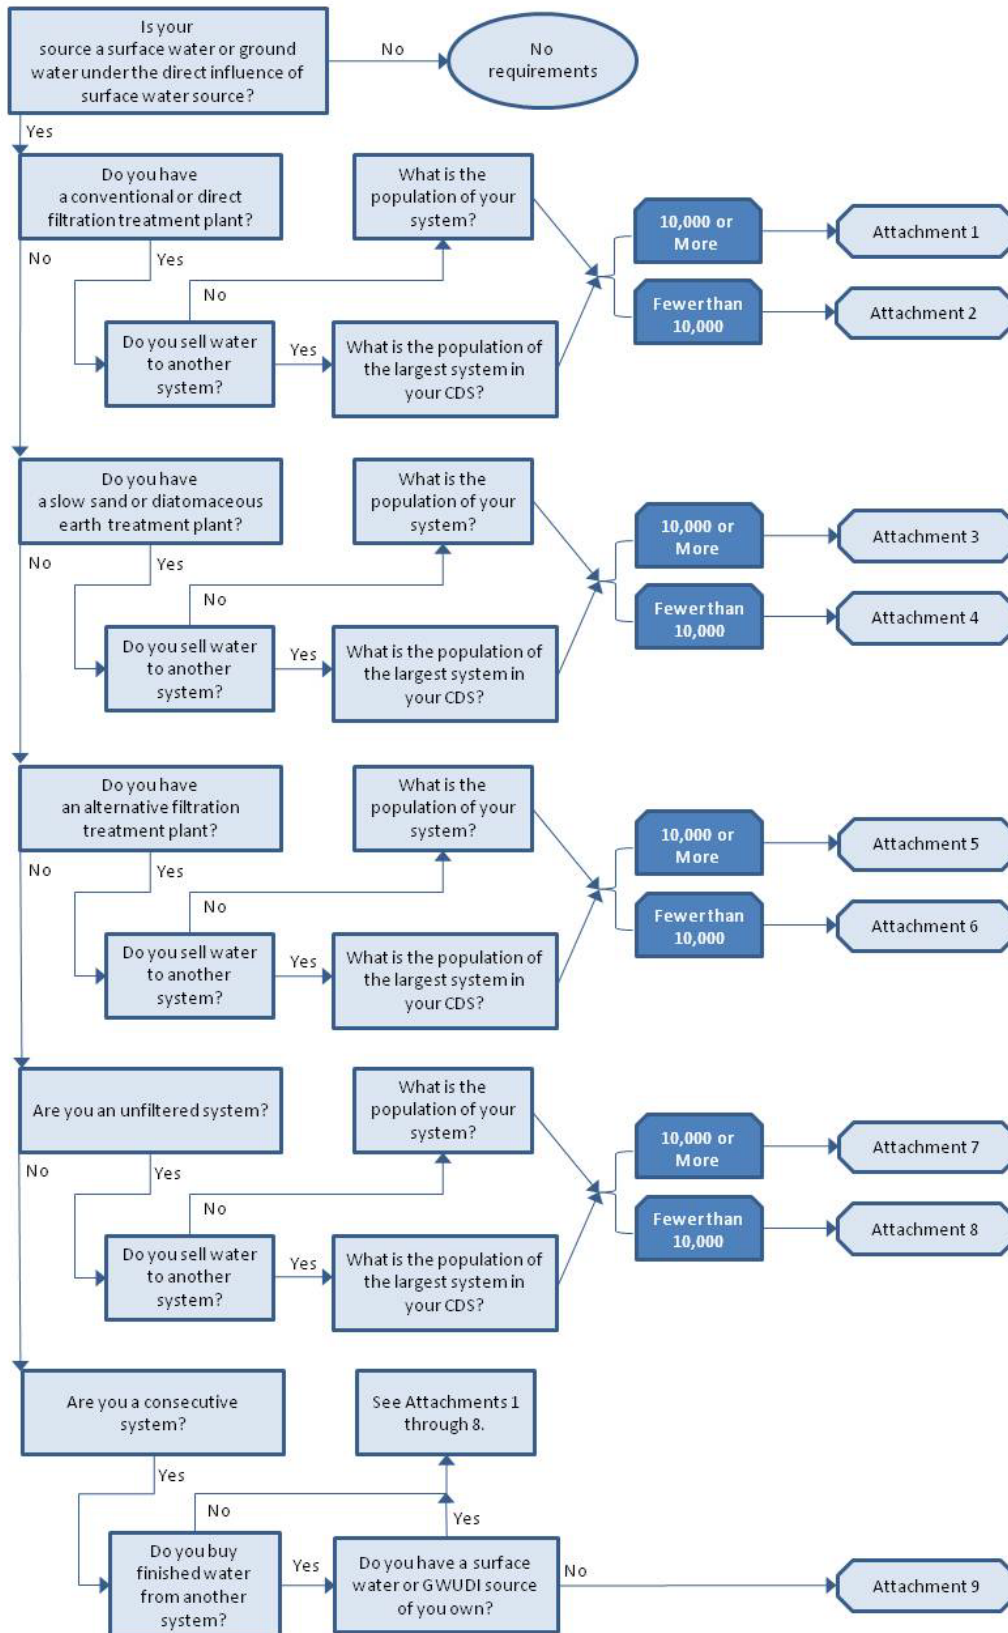 Is your
source a surface water or ground
water under the direct influence of
surface water source?
No
No
requirements
Yes
Do you have
a conventional or direct
filtration treatment plant?
What is the
population of your
system?
10,000 or
More
Attachment 1
No
Yes
No
Fewer than
10,000
Attachment 2
Do you sell water
to another
system?
Yes
What is the population of
the largest system in
your CDS?
Do you have
a slow sand or diatomaceous
earth treatment plant?
What is the
population of your
system?
10,000 or
More
Attachment 3
No
Yes
No
Fewer than
10,000
Attachment 4
Do you sell water
to another
system?
Yes
What is the population of
the largest system in
your CDS?
Do you have
an alternative filtration
treatment plant?
What is the
population of your
system?
10,000 or
More
Attachment 5
No
Yes
No
Fewer than
10,000
Attachment 6
Do you sell water
to another
system?
Yes
What is the population of
the largest system in
your CDS?
Are you an unfiltered system?
What is the
population of your
system?
10,000 or
More
Attachment 7
No
Yes
No
Fewer than
10,000
Attachment 8
Do you sell water
to another
system?
Yes
What is the population of
the largest system in
your CDS?
Are you a consecutive
system?
See Attachments 1
through 8.
Yes
No
Yes
Do you buy
finished water
from another
system?
Yes
Do you have a surface
water or GWUDI source
of you own?
No
Attachment 9